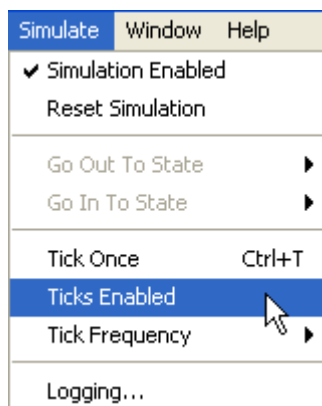 Simulate Window Help
✔ Simulation Enabled
Reset Simulation
Go Out To State
Go In To State
Tick Once Ctrl+T
Ticks Enabled
Tick Frequency
Logging...